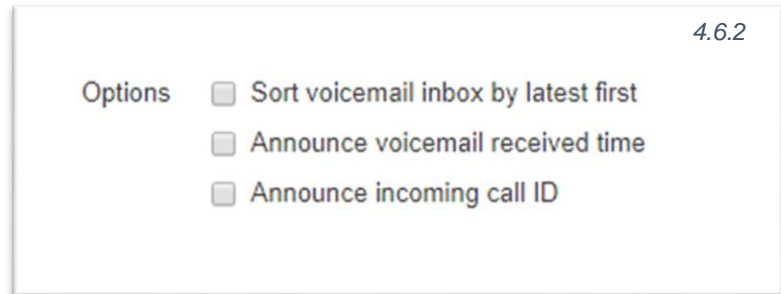 4.6.2
Options Sort voicemail inbox by latest first
Announce voicemail received time
Announce incoming call ID